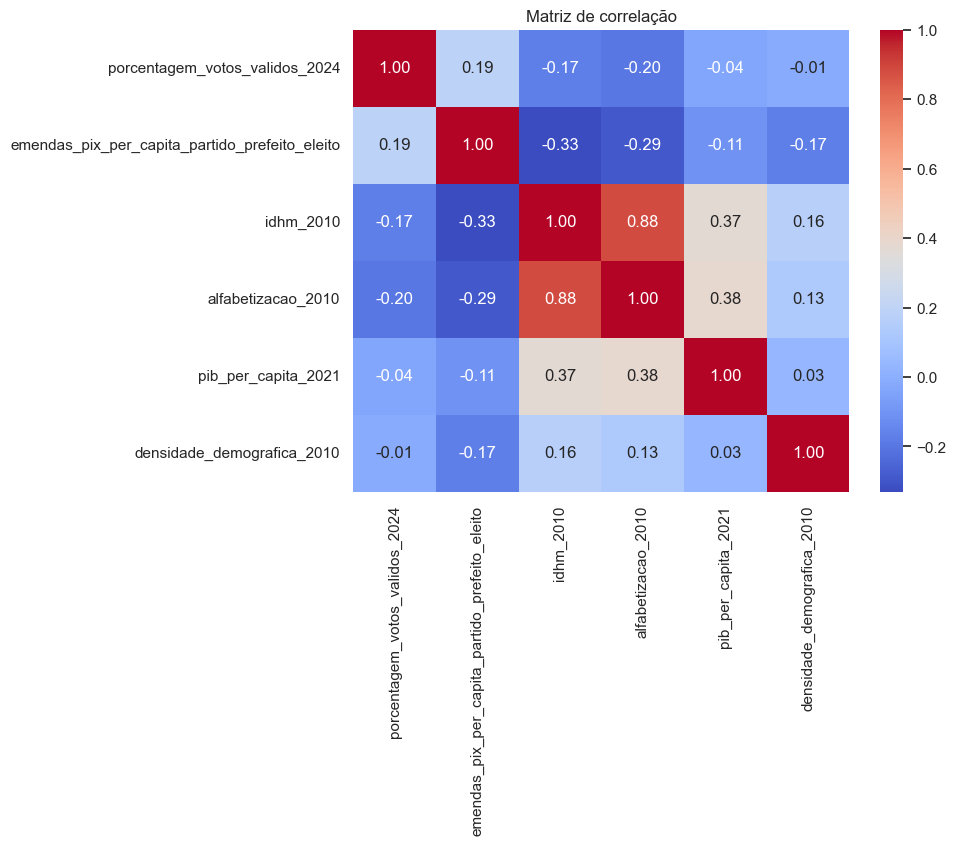 Matriz de correlação
porcentagem_votos_validos_2024 1.00 0.19 -0.17 -0.20 -0.04 -0.01
emendas_pix_per_capita_partido_prefeito_eleito 0.19 1.00 -0.33 -0.29 -0.11 -0.17
idhm_2010 -0.17 -0.33 1.00 0.88 0.37 0.16
alfabetizacao_2010 -0.20 -0.29 0.88 1.00 0.38 0.13
pib_per_capita_2021 -0.04 -0.11 0.37 0.38 1.00 0.03
densidade_demografica_2010 -0.01 -0.17 0.16 0.13 0.03 1.00
porcentagem_votos_validos_2024
emendas_pix_per_capita_partido_prefeito_eleito
idhm_2010
alfabetizacao_2010
pib_per_capita_2021
densidade_demografica_2010
1.0
0.8
0.6
0.4
0.2
0.0
−0.2